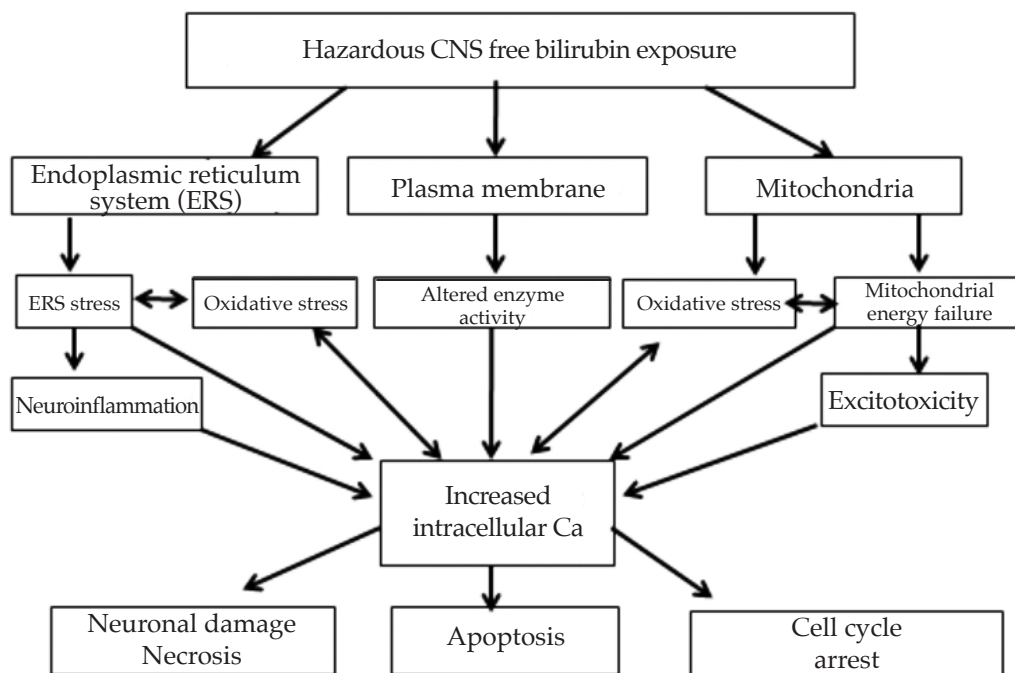 Hazardous CNS free bilirubin exposure
Endoplasmic reticulum
system (ERS)
Plasma membrane
Mitochondria
ERS stress
Oxidative stress
Altered enzyme
activity
Oxidative stress
Mitochondrial
energy failure
Neuroinflammation
Excitotoxicity
Increased
intracellular Ca
Neuronal damage
Necrosis
Apoptosis
Cell cycle
arrest